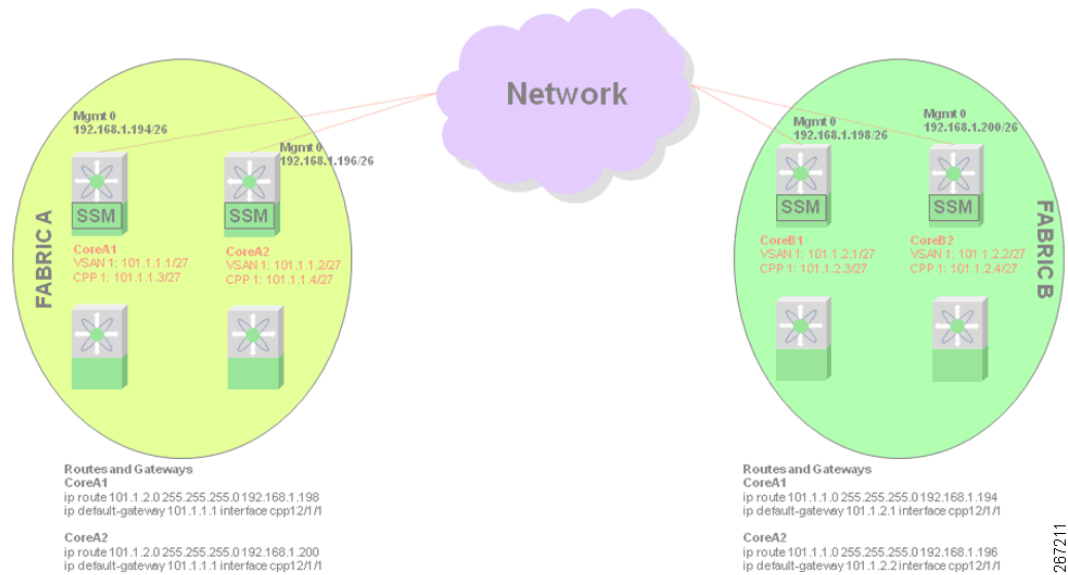 Network
Mgmt 0
192.168.1.194/26
Mgmt 0
192.168.1.196/26
Mgmt 0
192.168.1.198/26
Mgmt 0
192.168.1.200/26
FABRIC A
SSM
SSM
CoreA1
VSAN 1: 101.1.1.1/27
CPP 1: 101.1.1.3/27
CoreA2
VSAN 1: 101.1.1.2/27
CPP 1: 101.1.1.4/27
SSM
SSM
CoreB1
VSAN 1: 101.1.2.1/27
CPP 1: 101.1.2.3/27
CoreB2
VSAN 1: 101.1.2.2/27
CPP 1: 101.1.2.4/27
FABRIC B
Routes and Gateways
CoreA1
ip route 101.1.2.0 255.255.255.0 192.168.1.198
ip default-gateway 101.1.1.1 interface cpp12/1/1
CoreA2
ip route 101.1.2.0 255.255.255.0 192.168.1.200
ip default-gateway 101.1.1.1 interface cpp12/1/1
Routes and Gateways
CoreA1
ip route 101.1.1.0 255.255.255.0 192.168.1.194
ip default-gateway 101.1.2.1 interface cpp12/1/1
CoreA2
ip route 101.1.1.0 255.255.255.0 192.168.1.196
ip default-gateway 101.1.2.2 interface cpp12/1/1
267211